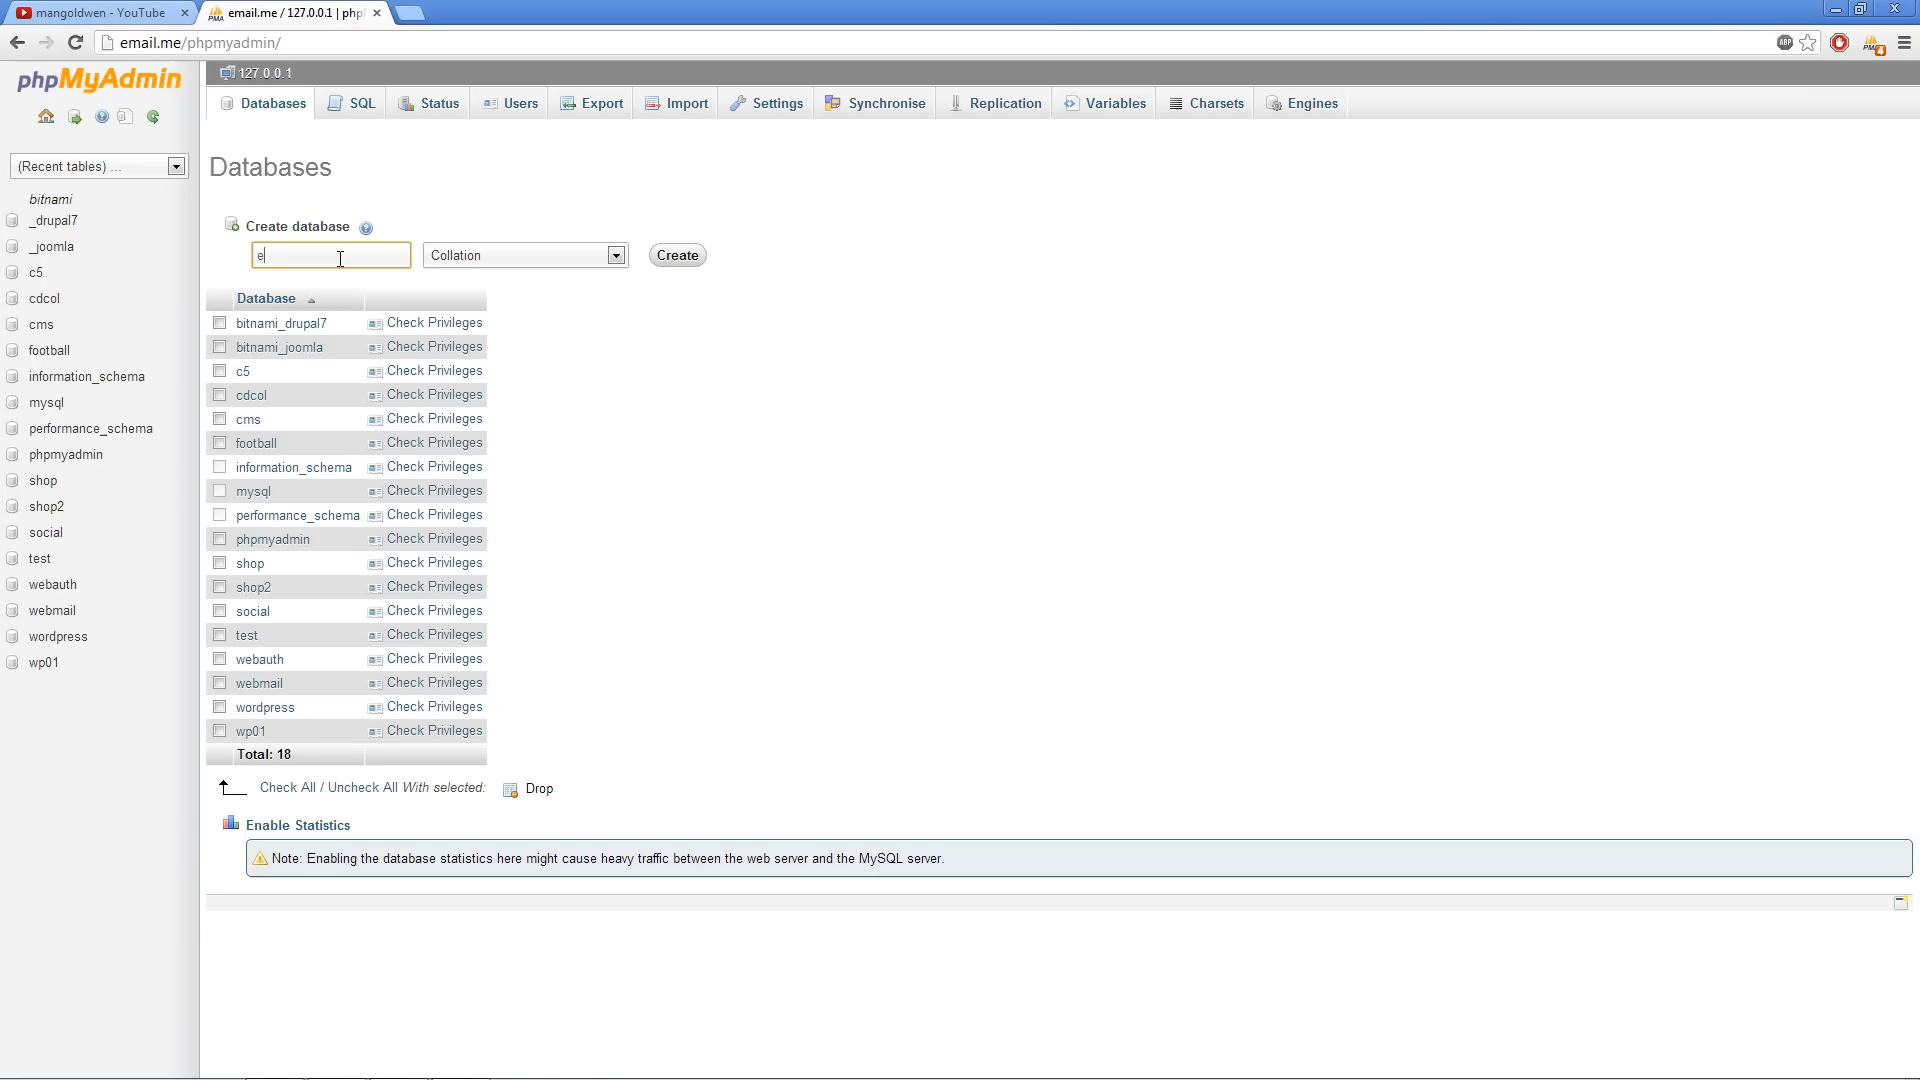 mangoldwen - YouTube
email.me / 127.0.0.1 | phpl
email.me/phpmyadmin/
ABP
4
phpMyAdmin
127.0.0.1
Databases
SQL
Status
Users
Export
Import
Settings
Synchronise
Replication
Variables
Charsets
Engines
(Recent tables) ...
bitnami
_drupal7
_joomla
c5
cdcol
cms
football
information_schema
mysql
performance_schema
phpmyadmin
shop
shop2
social
test
webauth
webmail
wordpress
wp01
Databases
Create database
e
Collation
Create
Database
bitnami_drupal7 Check Privileges
bitnami_joomla Check Privileges
c5 Check Privileges
cdcol Check Privileges
cms Check Privileges
football Check Privileges
information_schema Check Privileges
mysql Check Privileges
performance_schema Check Privileges
phpmyadmin Check Privileges
shop Check Privileges
shop2 Check Privileges
social Check Privileges
test Check Privileges
webauth Check Privileges
webmail Check Privileges
wordpress Check Privileges
wp01 Check Privileges
Total: 18
Check All / Uncheck All With selected: Drop
Enable Statistics
Note: Enabling the database statistics here might cause heavy traffic between the web server and the MySQL server.